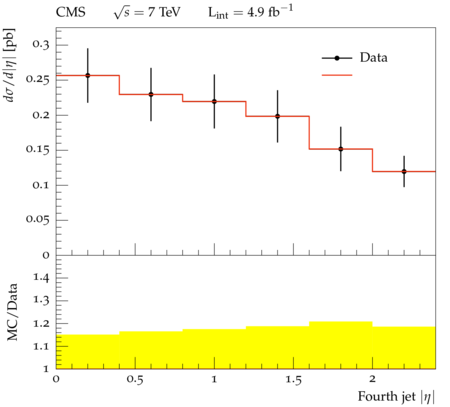 CMS √s = 7 TeV L_int = 4.9 fb⁻¹
dσ/d|η| [pb]
0.3
0.25
0.2
0.15
0.1
0.05
0
Data
MC/Data
1.4
1.3
1.2
1.1
1
0 0.5 1 1.5 2
Fourth jet |η|